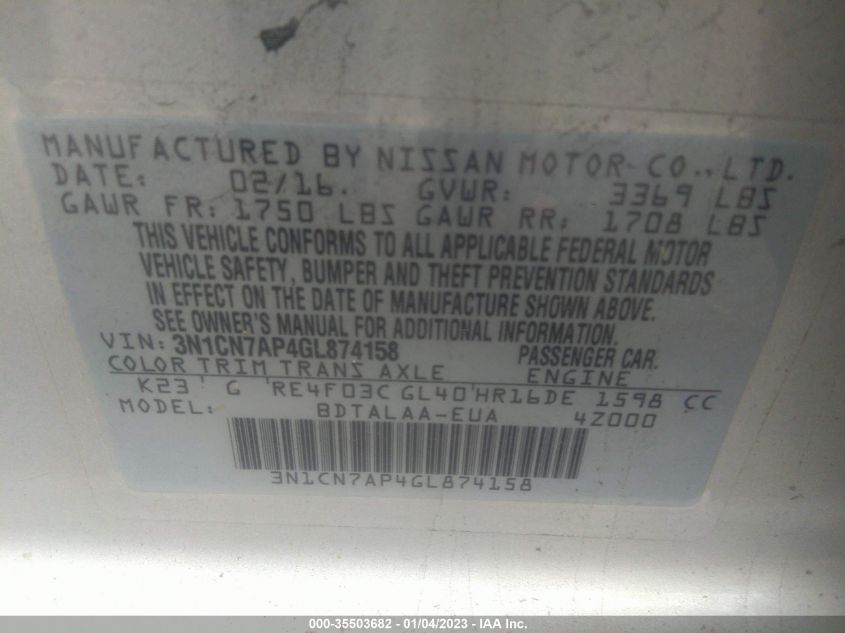 MANUFACTURED BY NISSAN MOTOR CO., LTD.
DATE: 02/16. GVWR: 3369 LBS
GAWR FR: 1750 LBS GAWR RR: 1708 LBS
THIS VEHICLE CONFORMS TO ALL APPLICABLE FEDERAL MOTOR
VEHICLE SAFETY, BUMPER AND THEFT PREVENTION STANDARDS
IN EFFECT ON THE DATE OF MANUFACTURE SHOWN ABOVE.
SEE OWNER'S MANUAL FOR ADDITIONAL INFORMATION.
VIN: 3N1CN7AP4GL874158 PASSENGER CAR.
COLOR TRIM TRANS AXLE ENGINE
K23 G RE4F03C GL40 HR16DE 1598 CC
MODEL: BDTALAA-EUA 4Z000
3N1CN7AP4GL874158
000-35503682 - 01/04/2023 - IAA Inc.